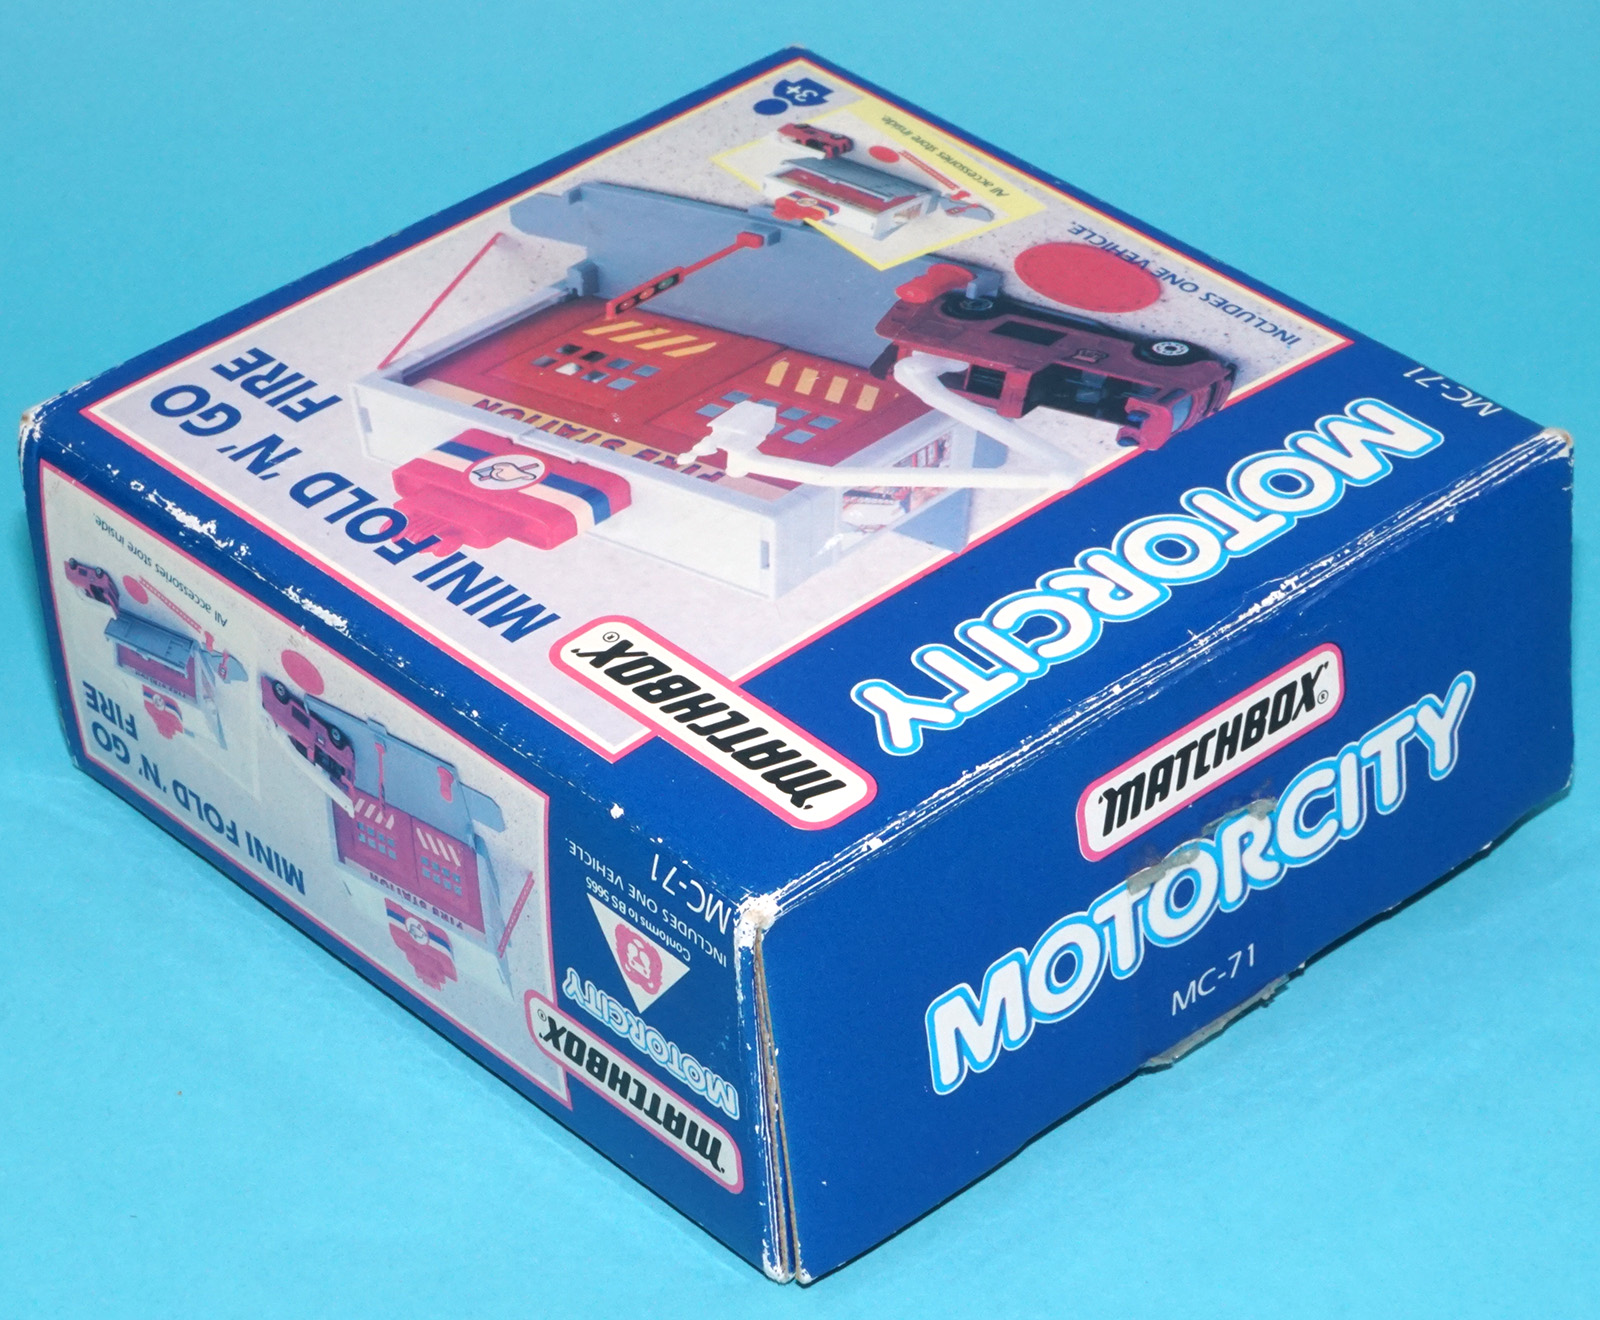 3+
All accessories store inside.
INCLUDES ONE VEHICLE.
MINI FOLD 'N' GO
FIRE
FIRE STATION
MATCHBOX®
MC-71
MOTORCITY
All accessories store inside.
MINI FOLD 'N' GO
FIRE
FIRE STATION
MC-71
INCLUDES ONE VEHICLE.
Conforms to BS 5665
MOTORCITY
MATCHBOX®
MATCHBOX®
MOTORCITY
MC-71